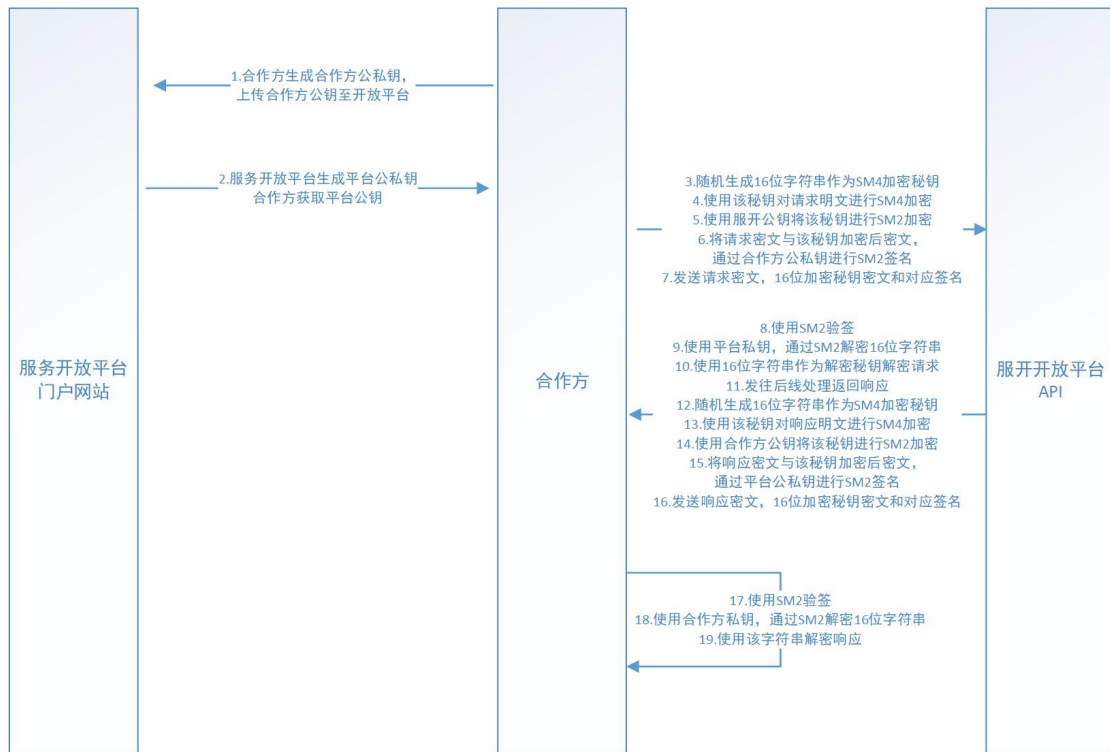 1.合作方生成合作方公私钥，
上传合作方公钥至开放平台
2.服务开放平台生成平台公私钥
合作方获取平台公钥
3.随机生成16位字符串作为SM4加密秘钥
4.使用该秘钥对请求明文进行SM4加密
5.使用服开公钥将该秘钥进行SM2加密
6.将请求密文与该秘钥加密后密文，
通过合作方公私钥进行SM2签名
7.发送请求密文，16位加密秘钥密文和对应签名
8.使用SM2验签
9.使用平台私钥，通过SM2解密16位字符串
10.使用16位字符串作为解密秘钥解密请求
11.发往后线处理返回响应
12.随机生成16位字符串作为SM4加密秘钥
13.使用该秘钥对响应明文进行SM4加密
14.使用合作方公钥将该秘钥进行SM2加密
15.将响应密文与该秘钥加密后密文，
通过平台公私钥进行SM2签名
16.发送响应密文，16位加密秘钥密文和对应签名
服务开放平台
门户网站
合作方
服开开放平台
API
17.使用SM2验签
18.使用合作方私钥，通过SM2解密16位字符串
19.使用该字符串解密响应